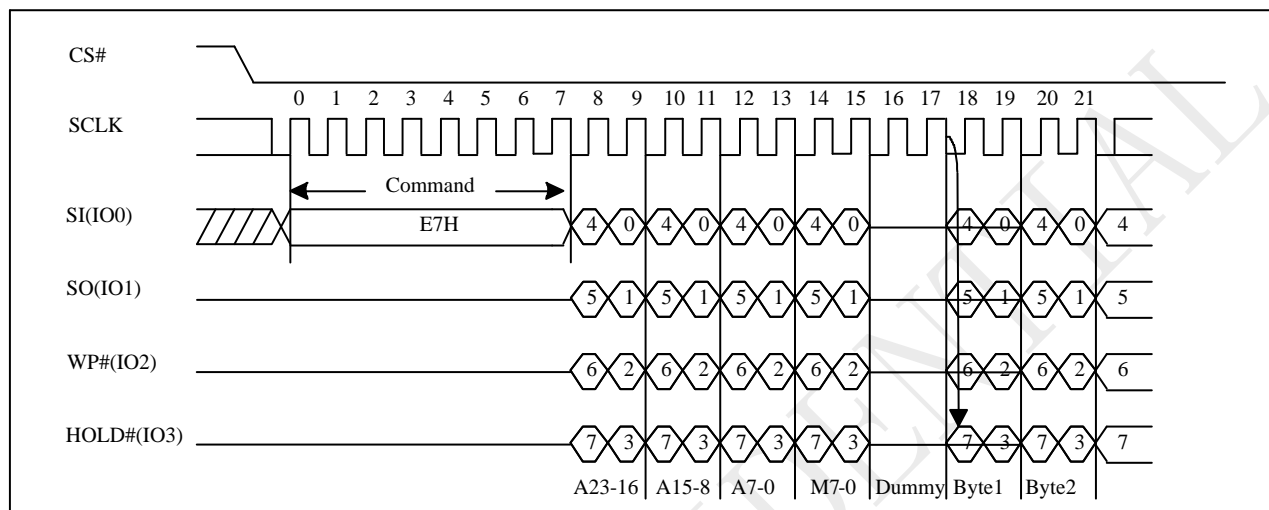 CS#
0 1 2 3 4 5 6 7 8 9 10 11 12 13 14 15 16 17 18 19 20 21
SCLK
Command
SI(IO0) E7H 4 0 4 0 4 0 4 0 4 0 4 0 4
SO(IO1) 5 1 5 1 5 1 5 1 5 1 5 1 5
WP#(IO2) 6 2 6 2 6 2 6 2 6 2 6 2 6
HOLD#(IO3) 7 3 7 3 7 3 7 3 7 3 7 3 7
A23-16 A15-8 A7-0 M7-0 Dummy Byte1 Byte2
ENTIAL